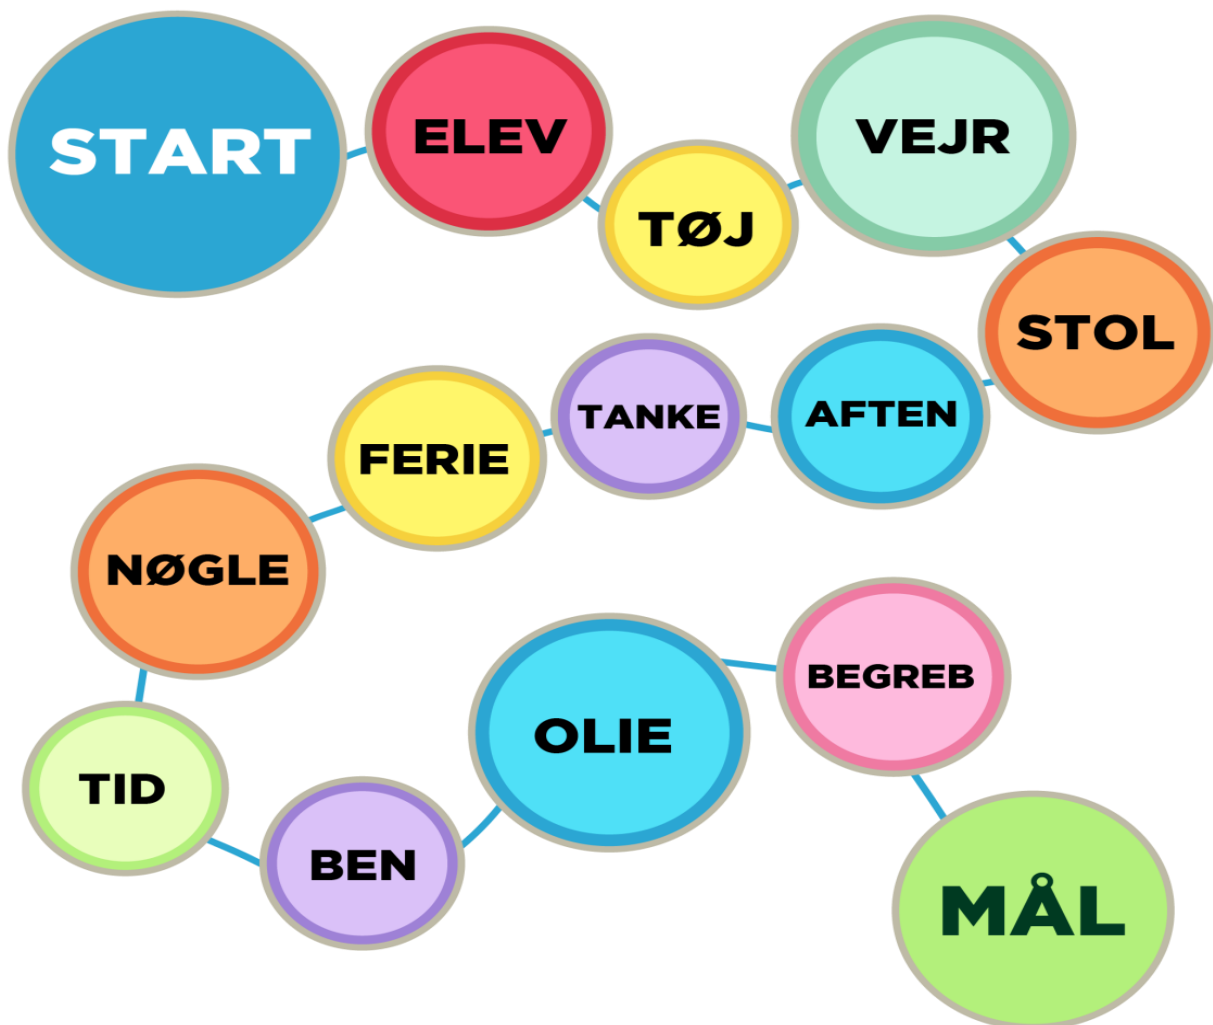 START
ELEV
TØJ
VEJR
STOL
AFTEN
TANKE
FERIE
NØGLE
TID
BEN
OLIE
BEGREB
MÅL